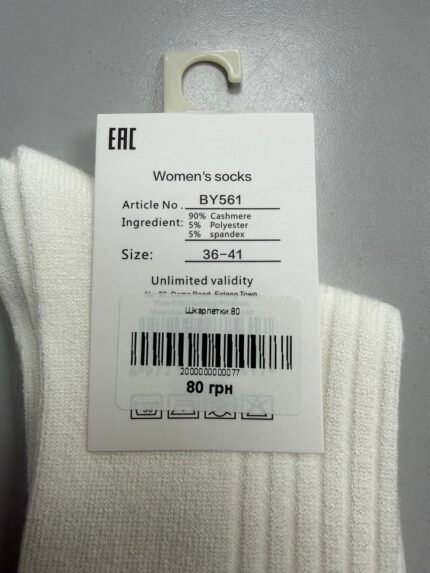 EAC
Women's socks
Article No. BY561
Ingredient: 90% Cashmere
5% Polyester
5% spandex
Size: 36-41
Unlimited validity
Шкарпетки 80
2000000000077
80 грн